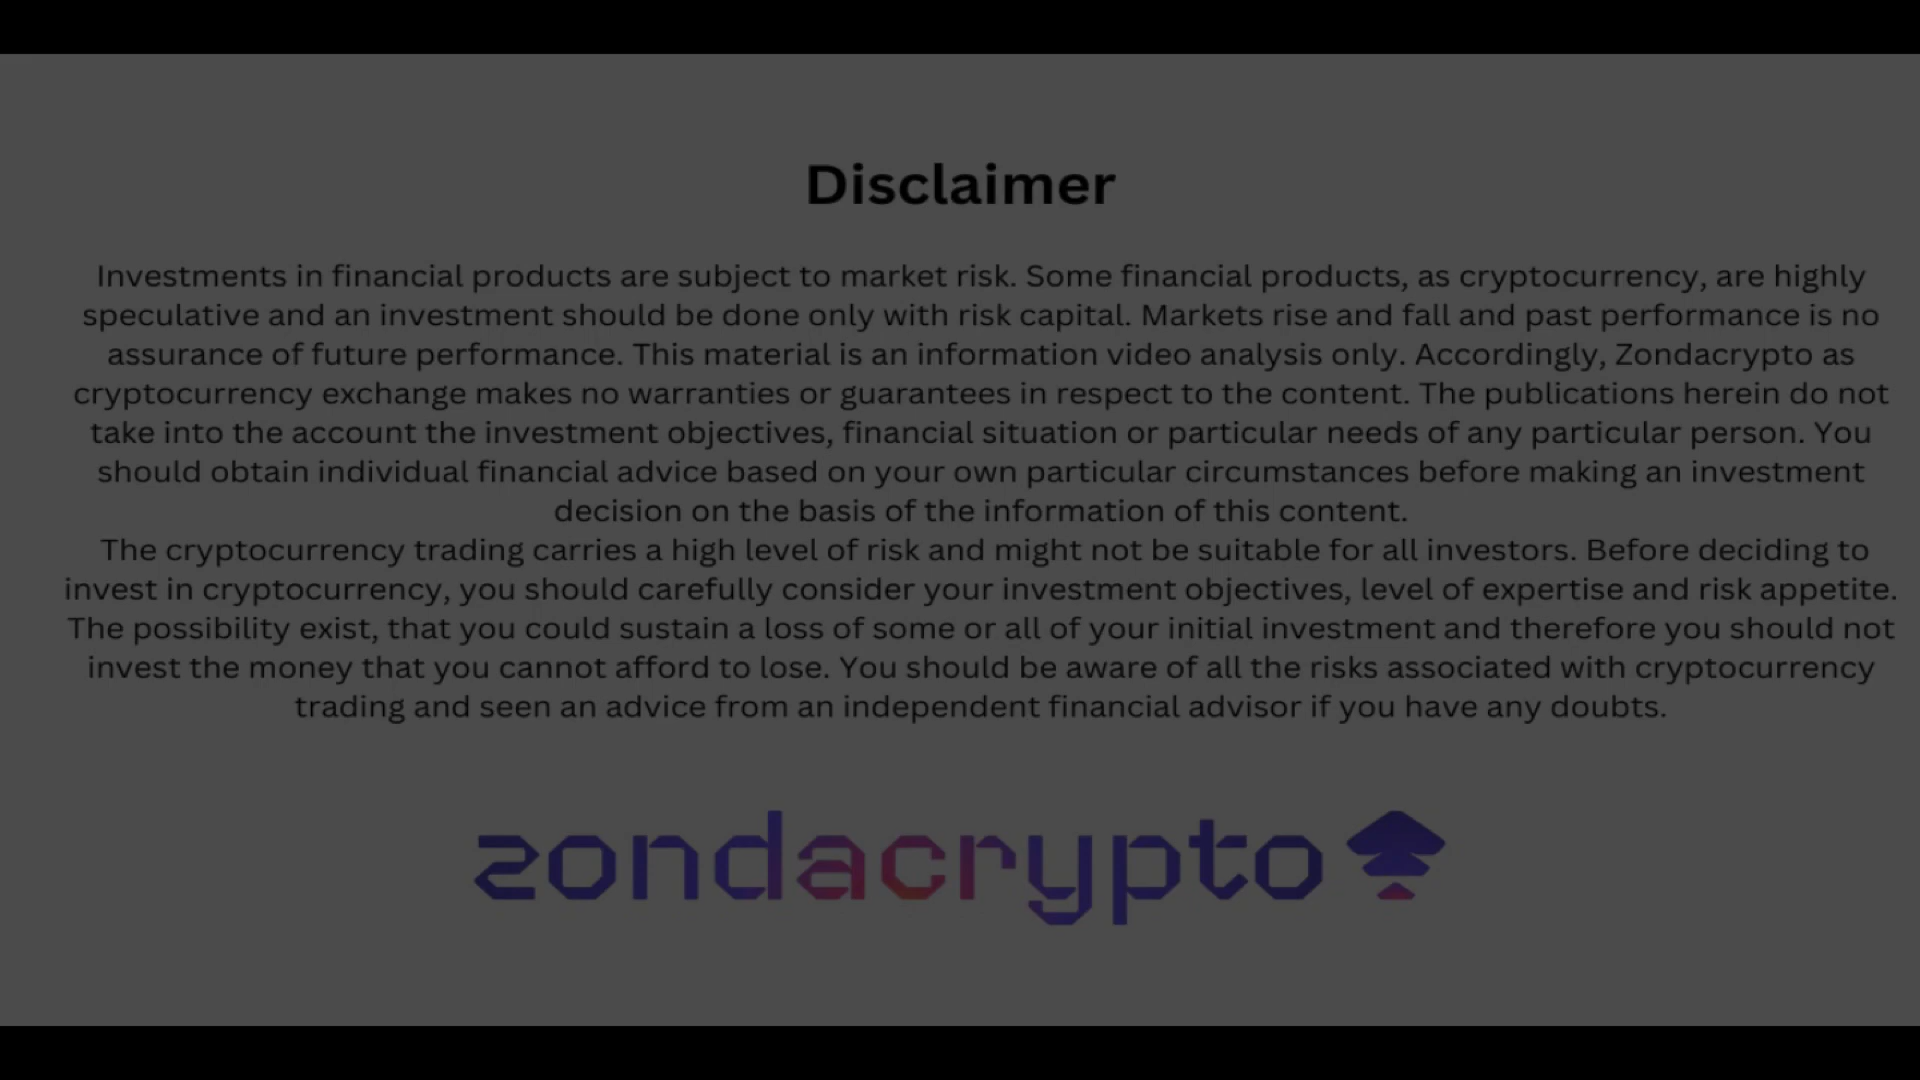 Disclaimer
Investments in financial products are subject to market risk. Some financial products, as cryptocurrency, are highly
speculative and an investment should be done only with risk capital. Markets rise and fall and past performance is no
assurance of future performance. This material is an information video analysis only. Accordingly, Zondacrypto as
cryptocurrency exchange makes no warranties or guarantees in respect to the content. The publications herein do not
take into the account the investment objectives, financial situation or particular needs of any particular person. You
should obtain individual financial advice based on your own particular circumstances before making an investment
decision on the basis of the information of this content.
The cryptocurrency trading carries a high level of risk and might not be suitable for all investors. Before deciding to
invest in cryptocurrency, you should carefully consider your investment objectives, level of expertise and risk appetite.
The possibility exist, that you could sustain a loss of some or all of your initial investment and therefore you should not
invest the money that you cannot afford to lose. You should be aware of all the risks associated with cryptocurrency
trading and seen an advice from an independent financial advisor if you have any doubts.
zondacrypto